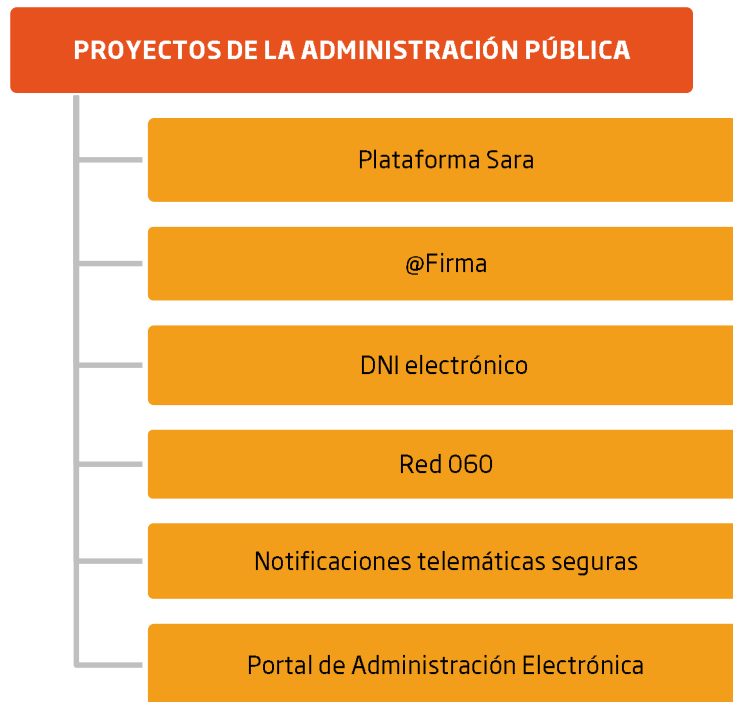 PROYECTOS DE LA ADMINISTRACIÓN PÚBLICA
Plataforma Sara
@Firma
DNI electrónico
Red 060
Notificaciones telemáticas seguras
Portal de Administración Electrónica